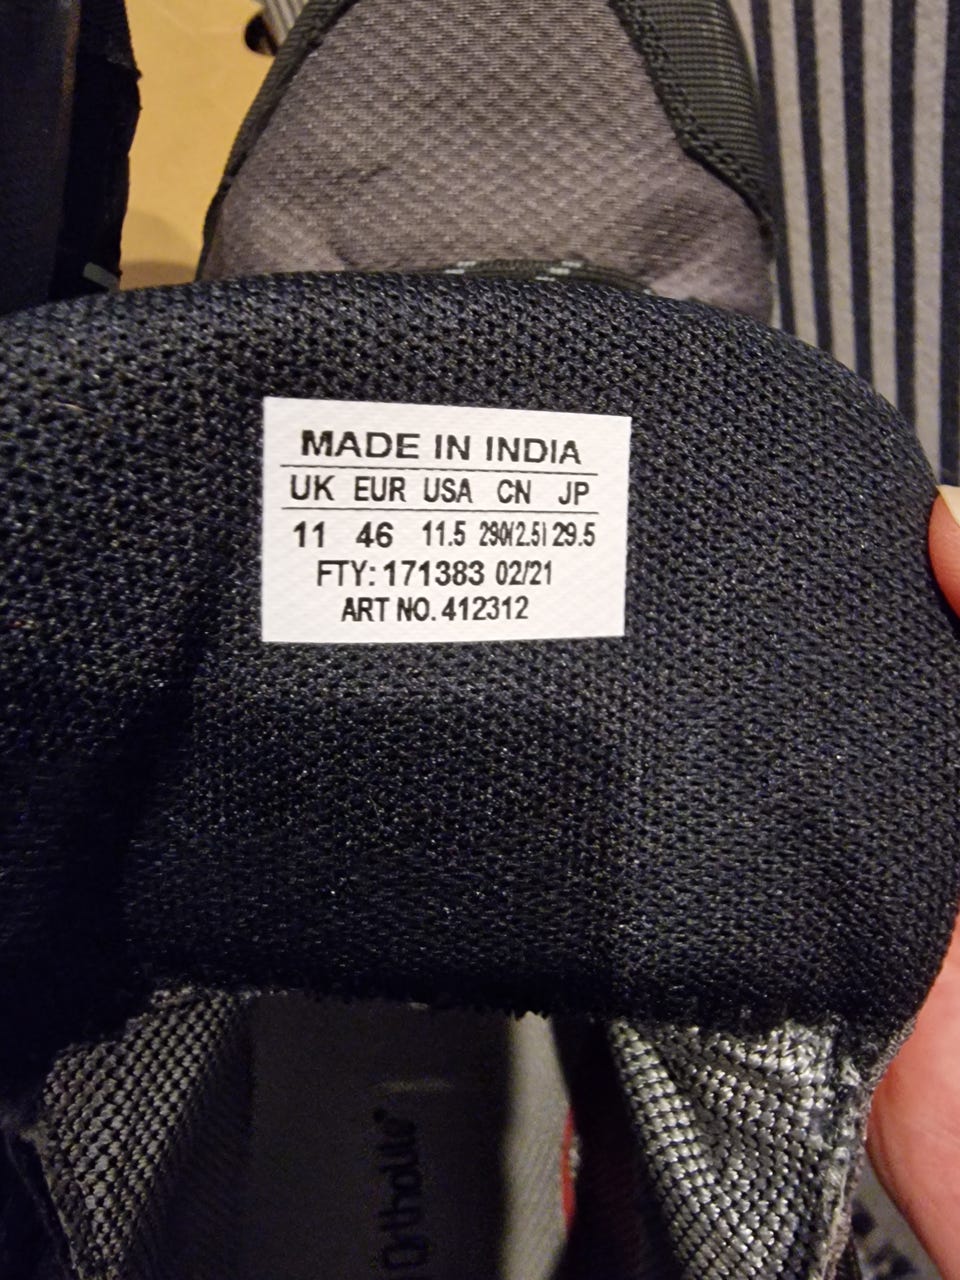 MADE IN INDIA
UK EUR USA CN JP
11 46 11.5 290(2.5) 29.5
FTY: 171383 02/21
ART NO. 412312
Ortholite